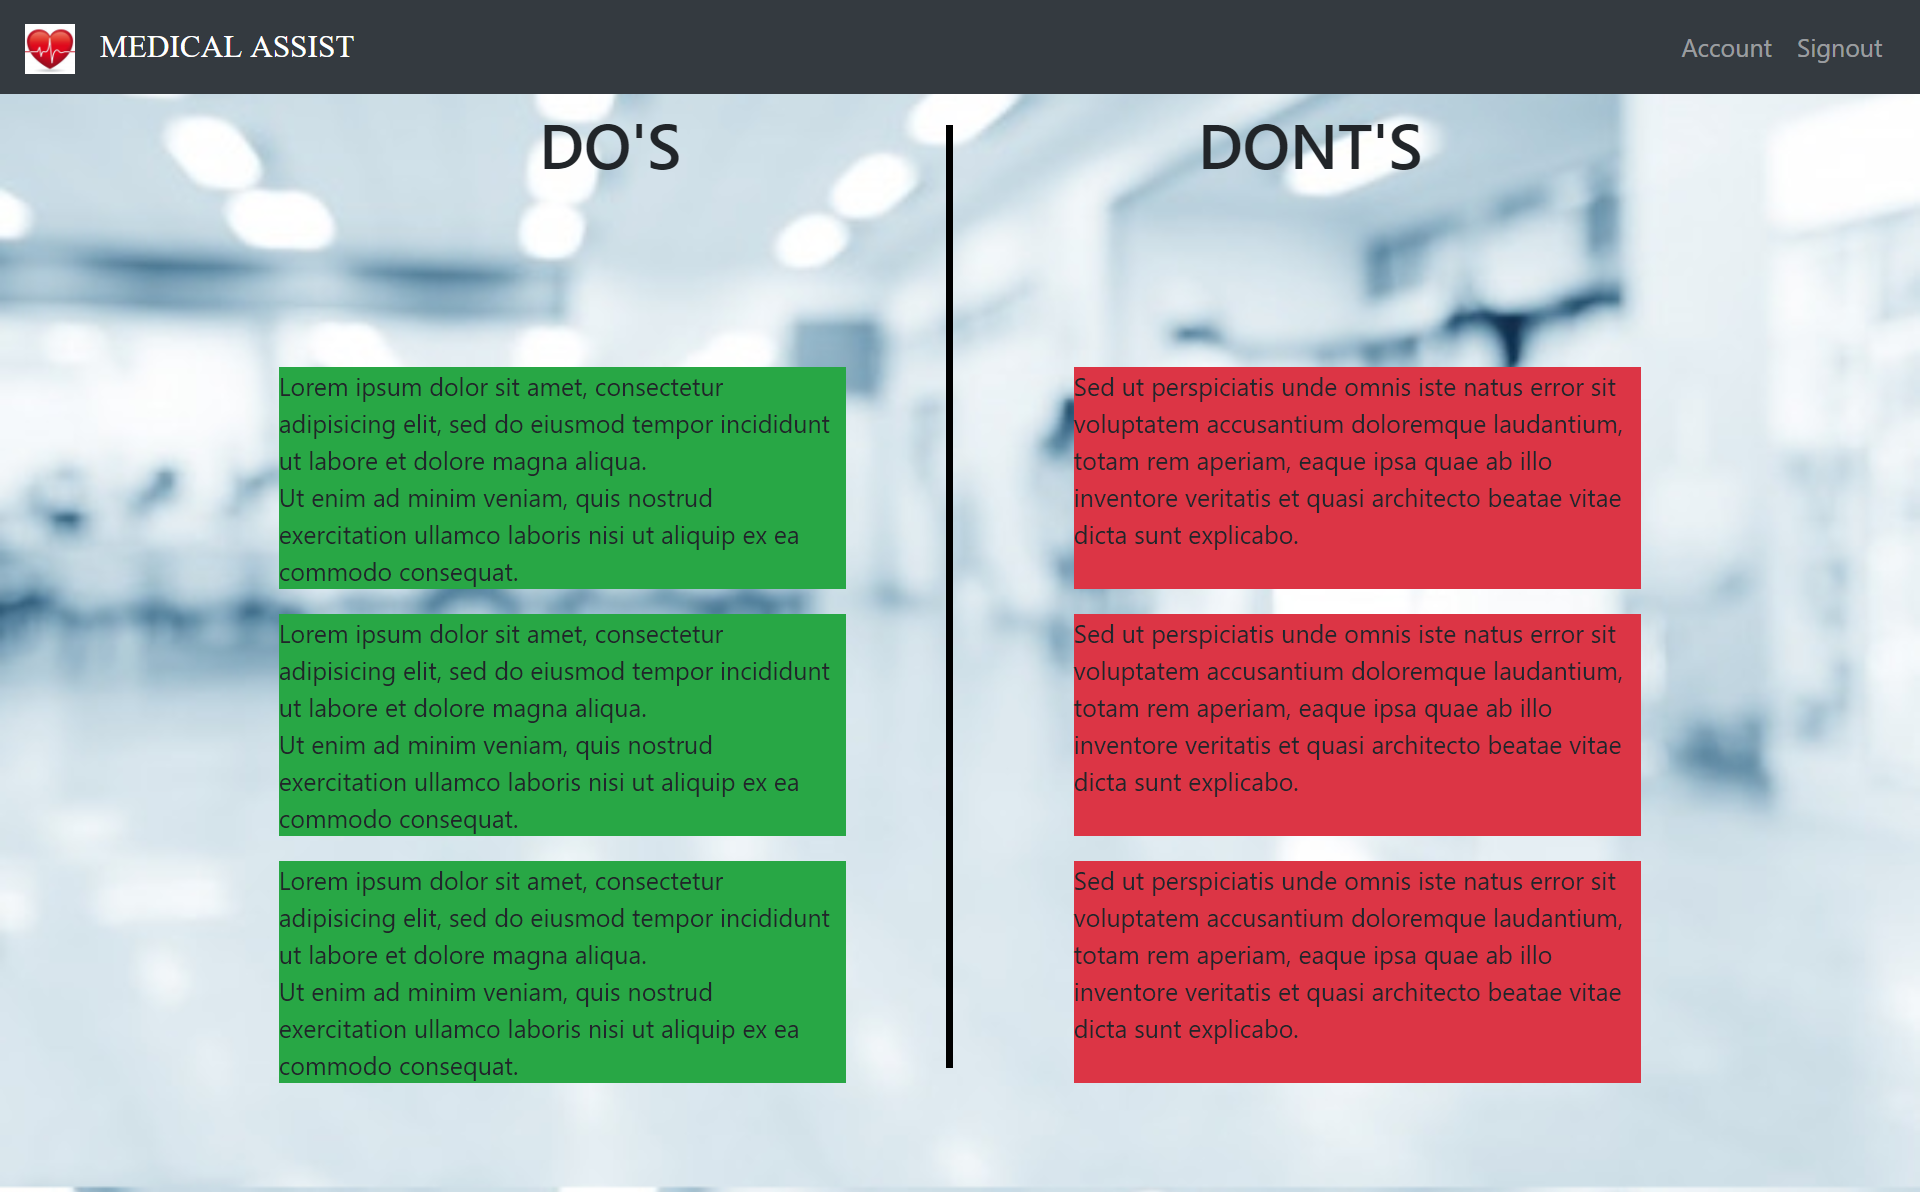 MEDICAL ASSIST
Account
Signout
DO'S
Lorem ipsum dolor sit amet, consectetur
adipisicing elit, sed do eiusmod tempor incididunt
ut labore et dolore magna aliqua.
Ut enim ad minim veniam, quis nostrud
exercitation ullamco laboris nisi ut aliquip ex ea
commodo consequat.
Lorem ipsum dolor sit amet, consectetur
adipisicing elit, sed do eiusmod tempor incididunt
ut labore et dolore magna aliqua.
Ut enim ad minim veniam, quis nostrud
exercitation ullamco laboris nisi ut aliquip ex ea
commodo consequat.
Lorem ipsum dolor sit amet, consectetur
adipisicing elit, sed do eiusmod tempor incididunt
ut labore et dolore magna aliqua.
Ut enim ad minim veniam, quis nostrud
exercitation ullamco laboris nisi ut aliquip ex ea
commodo consequat.
DONT'S
Sed ut perspiciatis unde omnis iste natus error sit
voluptatem accusantium doloremque laudantium,
totam rem aperiam, eaque ipsa quae ab illo
inventore veritatis et quasi architecto beatae vitae
dicta sunt explicabo.
Sed ut perspiciatis unde omnis iste natus error sit
voluptatem accusantium doloremque laudantium,
totam rem aperiam, eaque ipsa quae ab illo
inventore veritatis et quasi architecto beatae vitae
dicta sunt explicabo.
Sed ut perspiciatis unde omnis iste natus error sit
voluptatem accusantium doloremque laudantium,
totam rem aperiam, eaque ipsa quae ab illo
inventore veritatis et quasi architecto beatae vitae
dicta sunt explicabo.